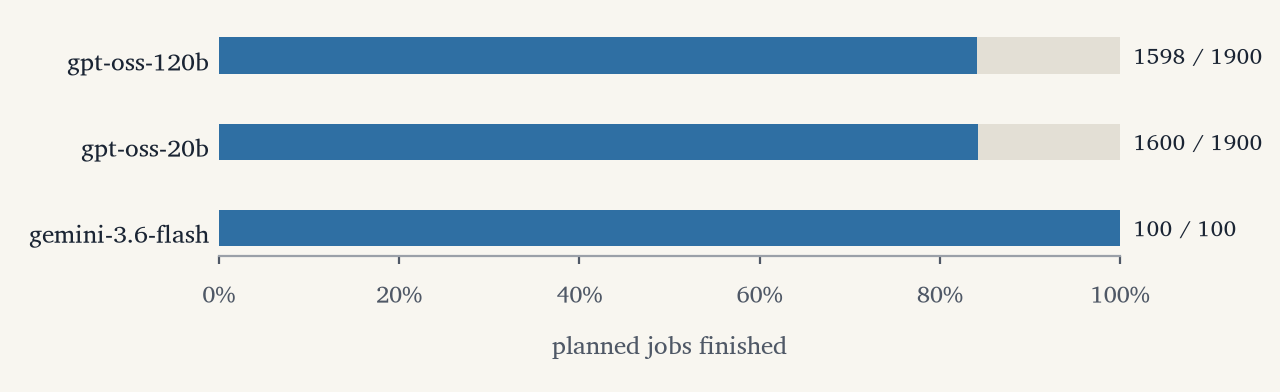 gpt-oss-120b 1598 / 1900
gpt-oss-20b 1600 / 1900
gemini-3.6-flash 100 / 100
0% 20% 40% 60% 80% 100%
planned jobs finished